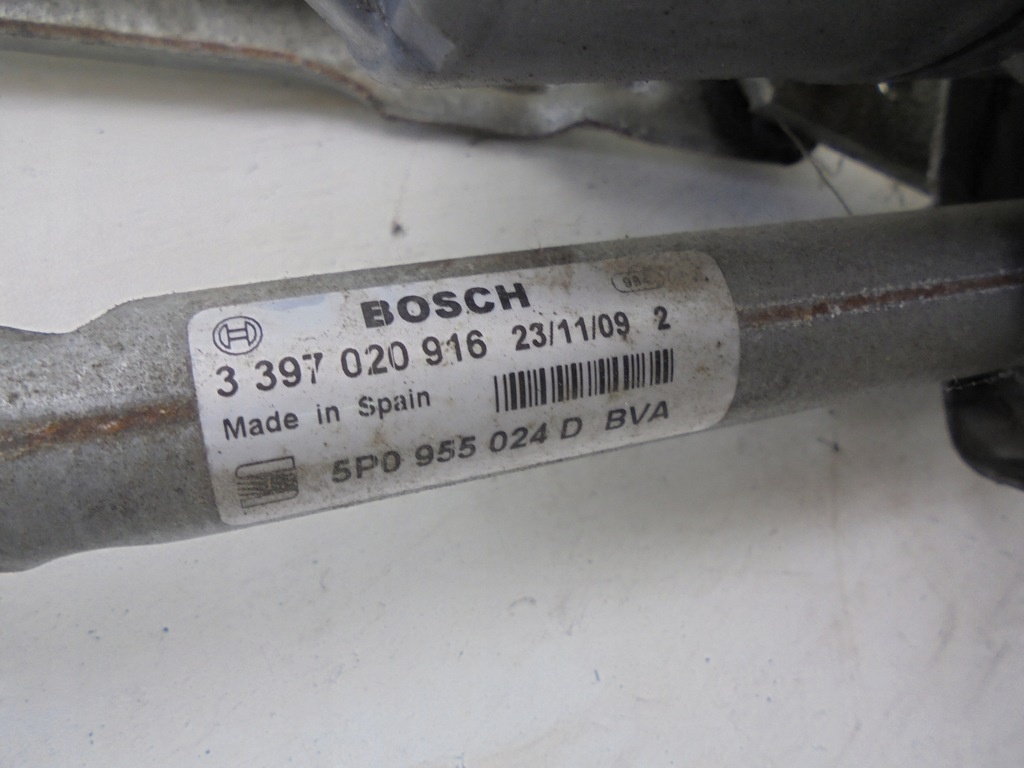 BOSCH
3 397 020 916 23/11/09 2
Made in Spain
5P0 955 024 D BVA